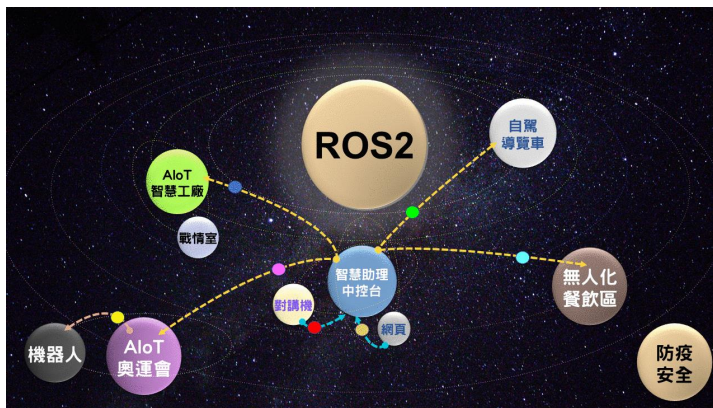 ROS2
自駕
導覽車
AIoT
智慧工廠
戰情室
智慧助理
中控台
無人化
餐飲區
對講機
網頁
機器人
AIoT
奧運會
防疫
安全